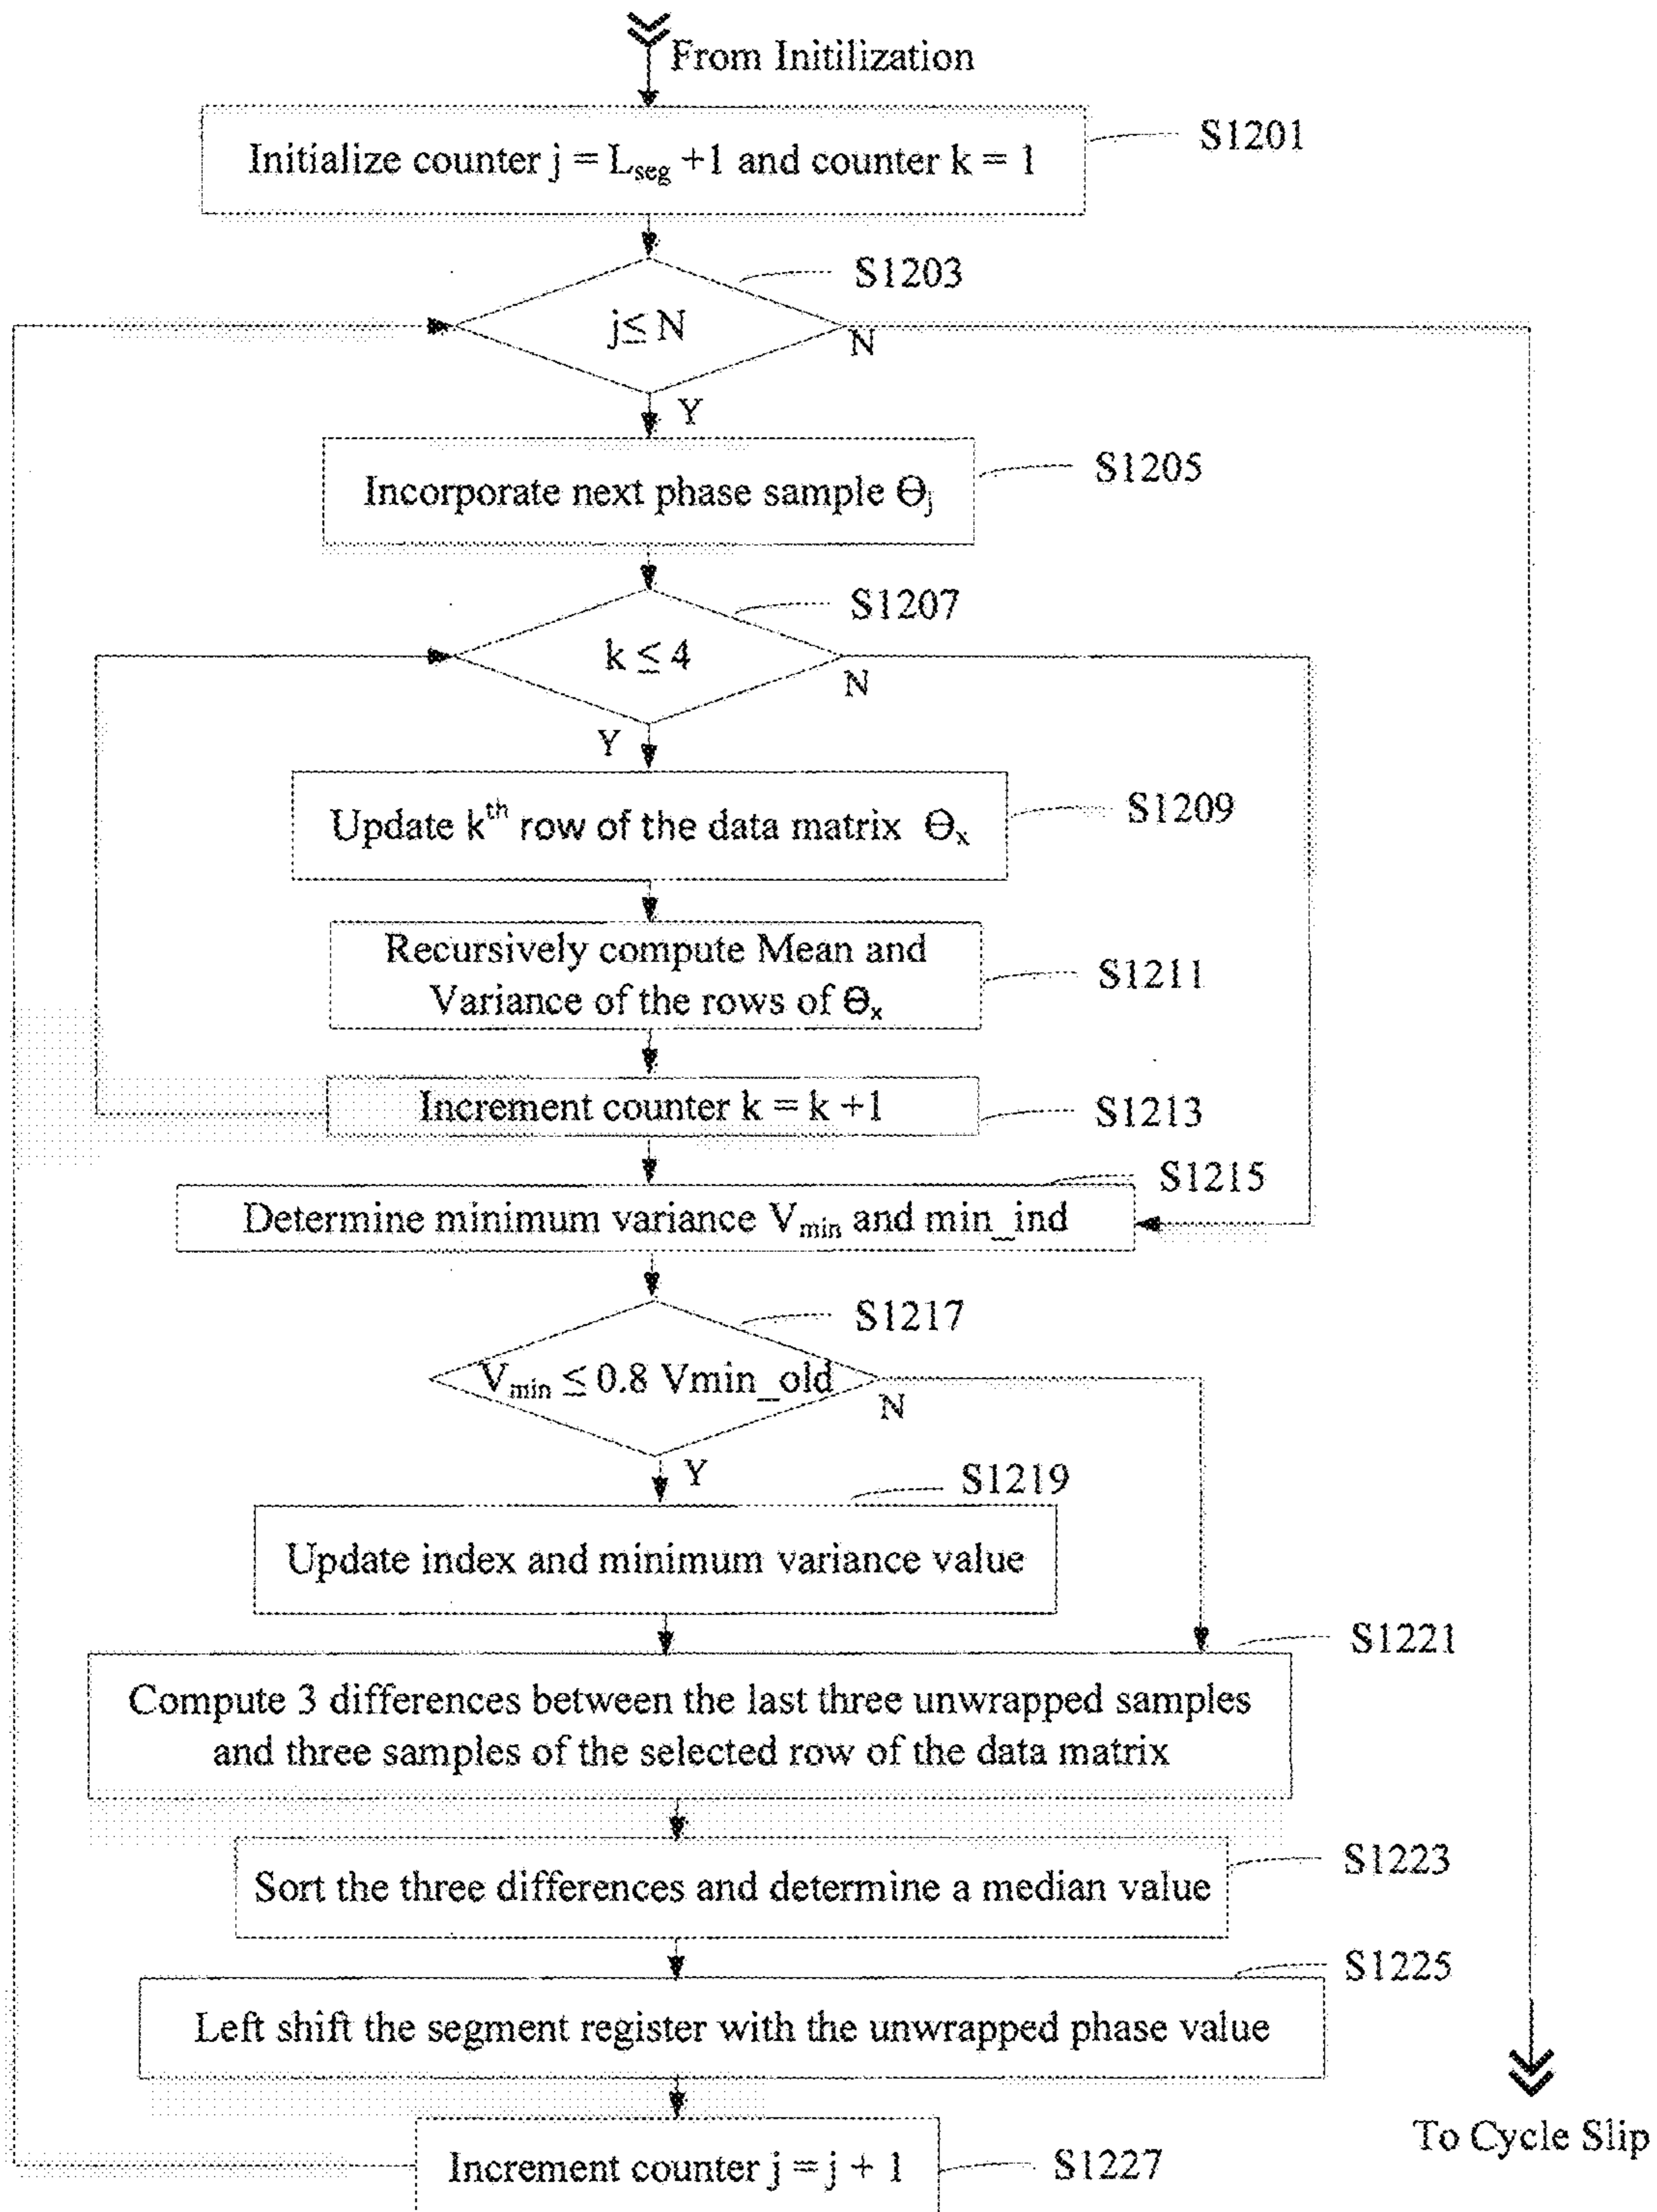 From Initilization
Initialize counter j = Lseg +1 and counter k = 1
S1201
S1203
j≤ N
N
Y
Incorporate next phase sample Θj
S1205
S1207
k ≤ 4
N
Y
Update kth row of the data matrix Θx
S1209
Recursively compute Mean and
Variance of the rows of Θx
S1211
Increment counter k = k +1
S1213
S1215
Determine minimum variance Vmin and min_ind
S1217
Vmin ≤ 0.8 Vmin_old
N
Y
S1219
Update index and minimum variance value
S1221
Compute 3 differences between the last three unwrapped samples
and three samples of the selected row of the data matrix
S1223
Sort the three differences and determine a median value
S1225
Left shift the segment register with the unwrapped phase value
To Cycle Slip
Increment counter j = j + 1
S1227